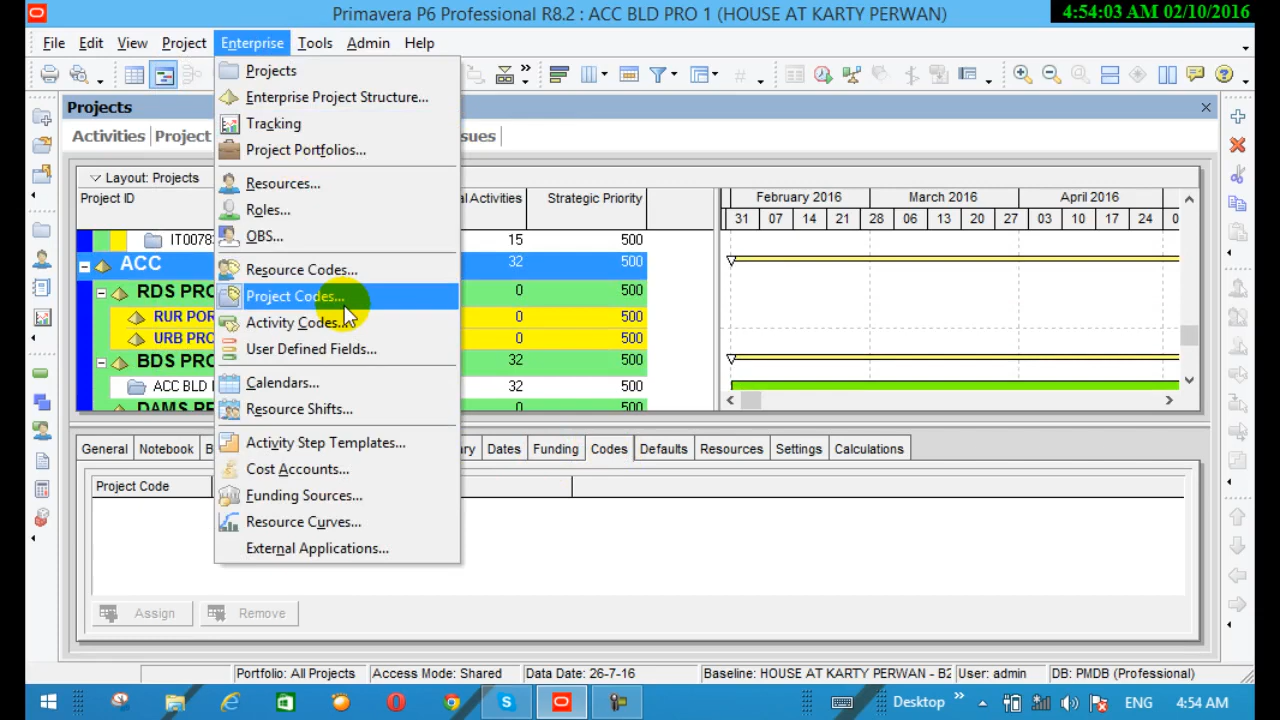 Primavera P6 Professional R8.2 : ACC BLD PRO 1 (HOUSE AT KARTY PERWAN)
4:54:03 AM 02/10/2016
File Edit View Project Enterprise Tools Admin Help
Projects
Activities Project
Layout: Projects
Project ID
IT0078
ACC
RDS PRO
RUR POR
URB PRO
BDS PRO
ACC BLD
DAMS PR
Projects
Enterprise Project Structure...
Tracking
Project Portfolios...
Resources...
Roles...
OBS...
Resource Codes...
Project Codes...
Activity Codes...
User Defined Fields...
Calendars...
Resource Shifts...
Activity Step Templates...
Cost Accounts...
Funding Sources...
Resource Curves...
External Applications...
Activities Strategic Priority
15 500
32 500
0 500
0 500
0 500
32 500
32 500
0 500
February 2016 March 2016 April 2016
31 07 14 21 28 06 13 20 27 03 10 17 24
General Notebook Dates Funding Codes Defaults Resources Settings Calculations
Project Code
Assign Remove
Portfolio: All Projects Access Mode: Shared Data Date: 26-7-16 Baseline: HOUSE AT KARTY PERWAN - B2 User: admin DB: PMDB (Professional)
Desktop ENG 4:54 AM